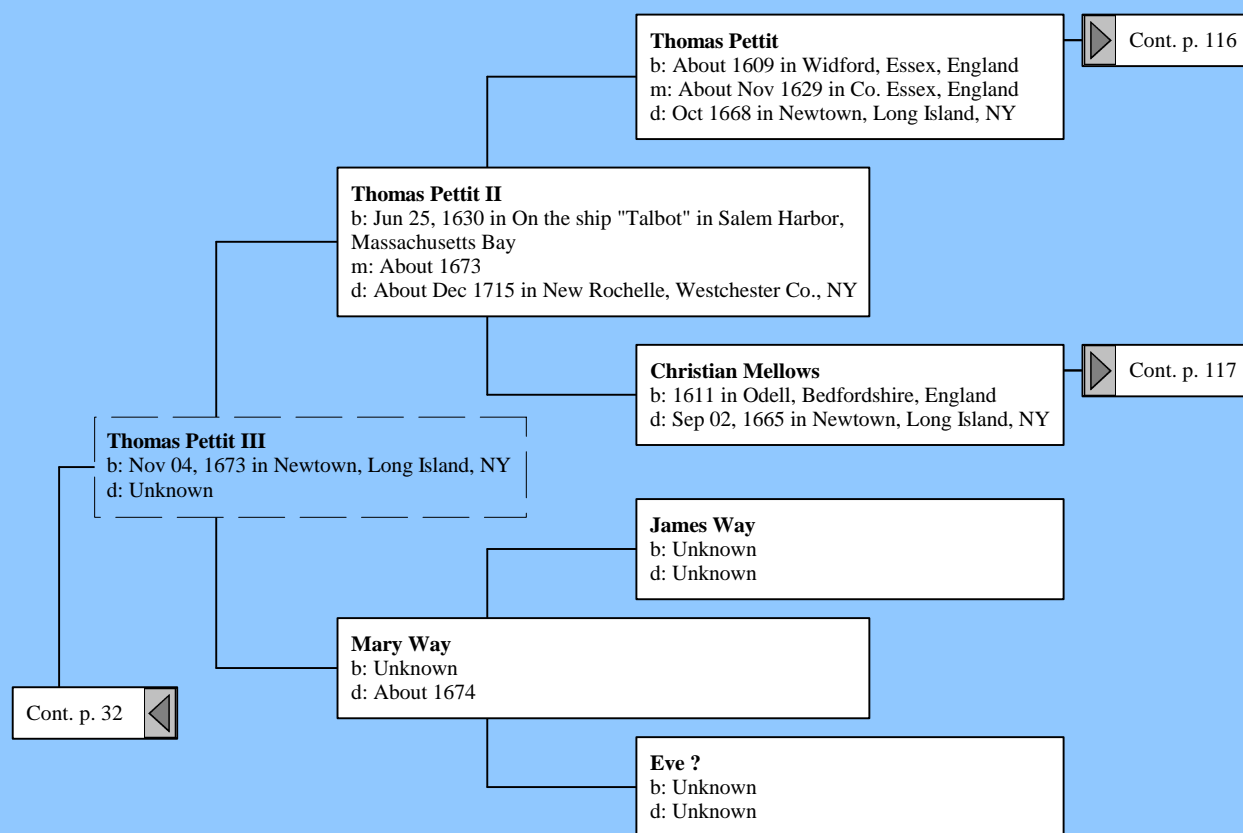 Thomas Pettit
b: About 1609 in Widford, Essex, England
m: About Nov 1629 in Co. Essex, England
d: Oct 1668 in Newtown, Long Island, NY
Cont. p. 116
Thomas Pettit II
b: Jun 25, 1630 in On the ship "Talbot" in Salem Harbor,
Massachusetts Bay
m: About 1673
d: About Dec 1715 in New Rochelle, Westchester Co., NY
Christian Mellows
b: 1611 in Odell, Bedfordshire, England
d: Sep 02, 1665 in Newtown, Long Island, NY
Cont. p. 117
Thomas Pettit III
b: Nov 04, 1673 in Newtown, Long Island, NY
d: Unknown
James Way
b: Unknown
d: Unknown
Mary Way
b: Unknown
d: About 1674
Cont. p. 32
Eve ?
b: Unknown
d: Unknown